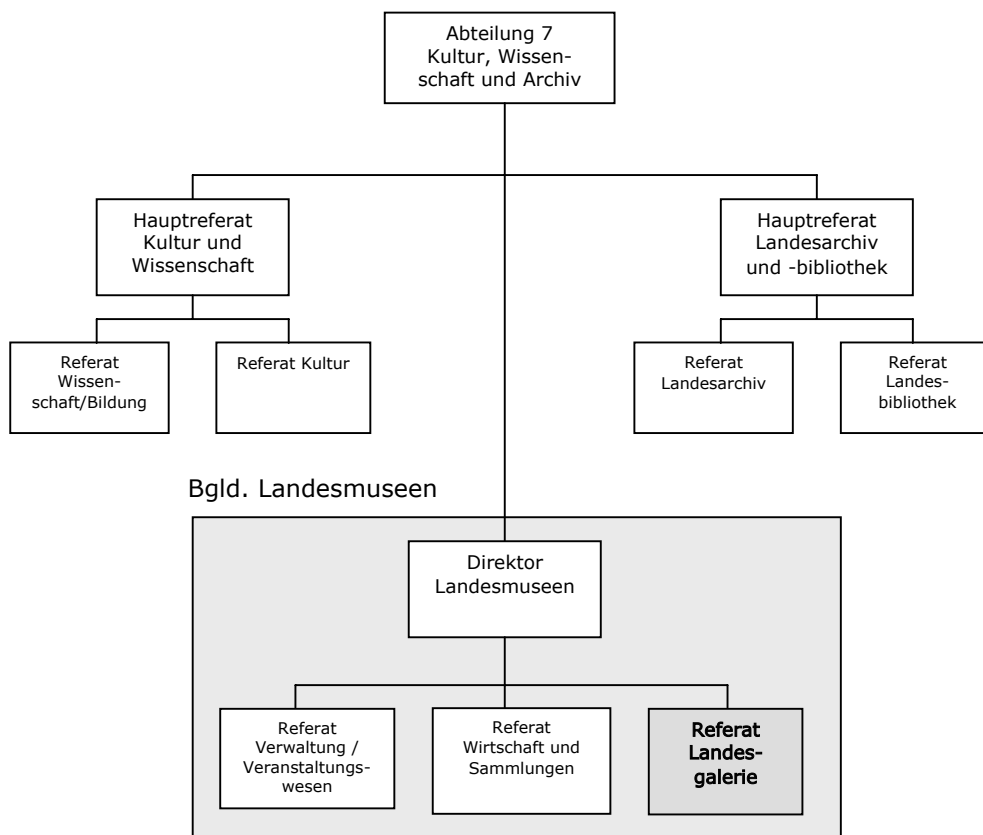 Abteilung 7
Kultur, Wissen-
schaft und Archiv
Hauptreferat
Kultur und
Wissenschaft
Hauptreferat
Landesarchiv
und -bibliothek
Referat
Wissen-
schaft/Bildung
Referat Kultur
Referat
Landesarchiv
Referat
Landes-
bibliothek
Bgld. Landesmuseen
Direktor
Landesmuseen
Referat
Verwaltung /
Veranstaltungs-
wesen
Referat
Wirtschaft und
Sammlungen
Referat
Landes-
galerie